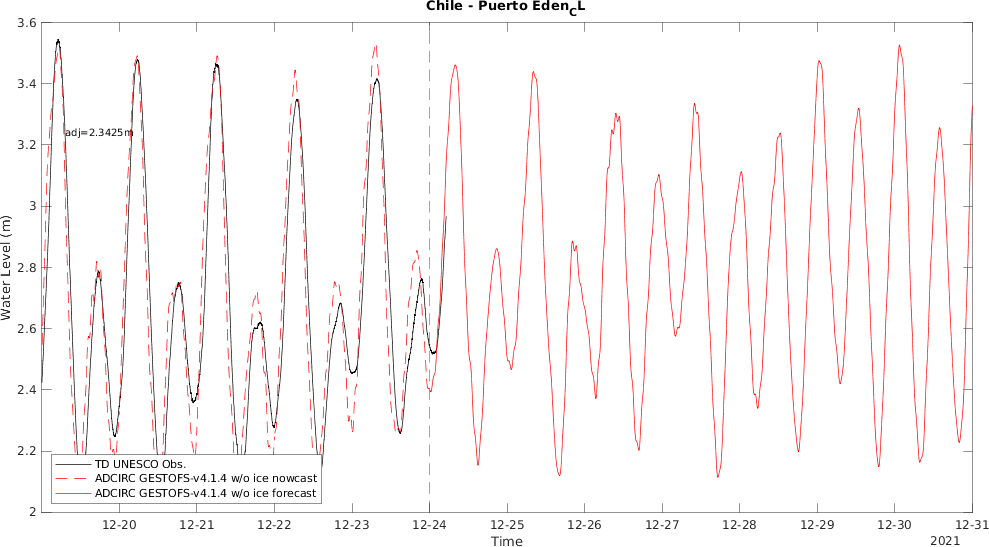 Chile - Puerto Eden_CL
3.6
3.4
3.2
3
2.8
2.6
2.4
2.2
2
Water Level (m)
adj=2.3425m
TD UNESCO Obs.
ADCIRC GESTOFS-v4.1.4 w/o ice nowcast
ADCIRC GESTOFS-v4.1.4 w/o ice forecast
12-20 12-21 12-22 12-23 12-24 12-25 12-26 12-27 12-28 12-29 12-30 12-31
Time
2021